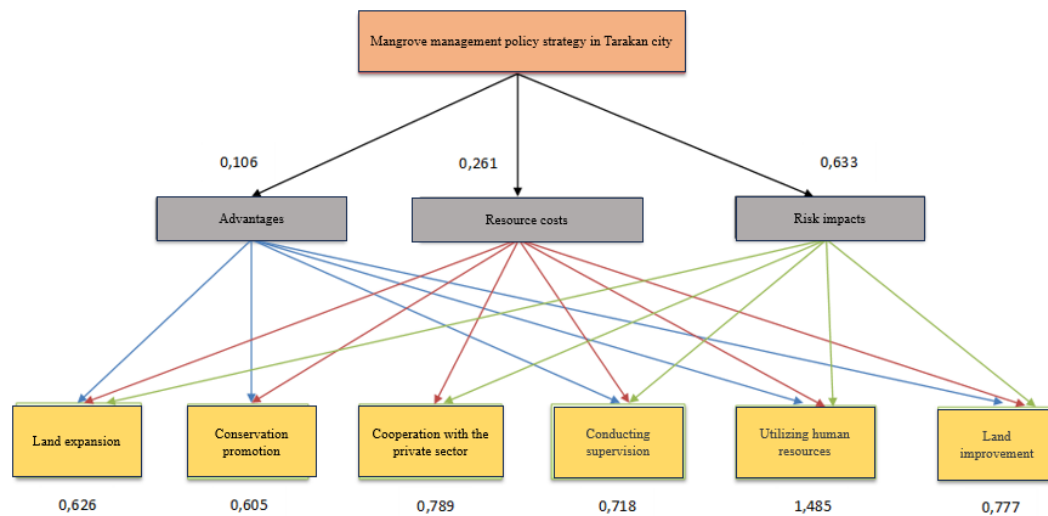 Mangrove management policy strategy in Tarakan city
0,106
0,261
0,633
Advantages
Resource costs
Risk impacts
Land expansion
Conservation
promotion
Cooperation with the
private sector
Conducting
supervision
Utilizing human
resources
Land
improvement
0,626
0,605
0,789
0,718
1,485
0,777